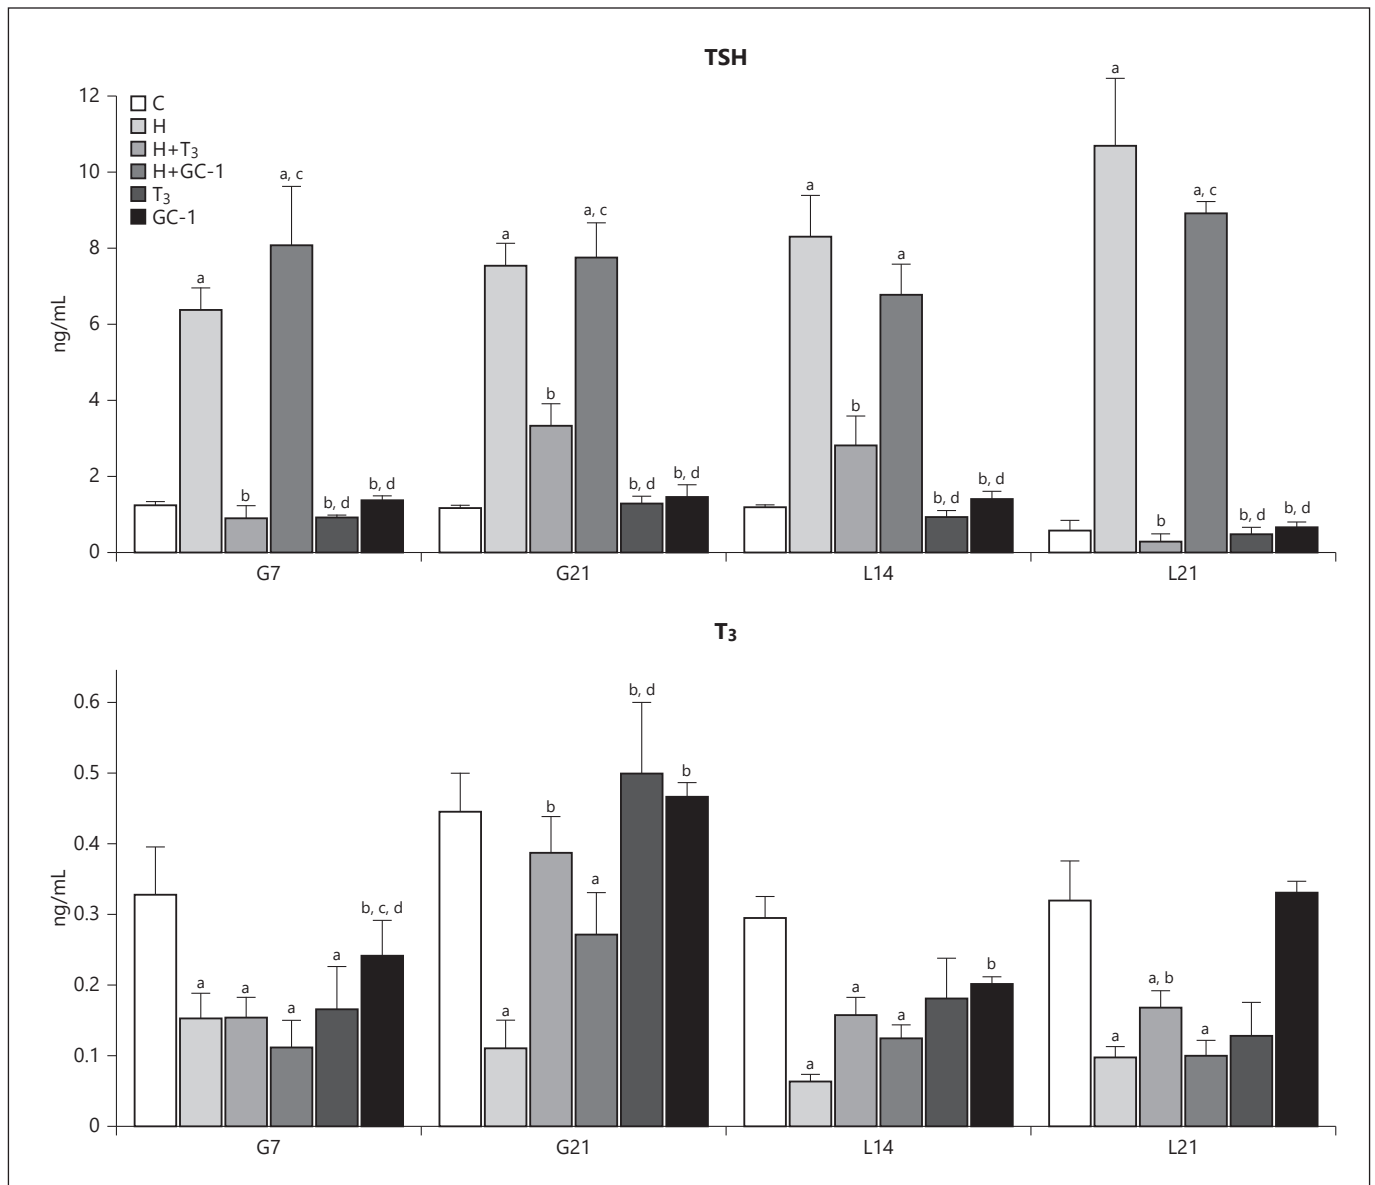 TSH
12
10
8
6
4
2
0
ng/mL
C
H
H+T3
H+GC-1
T3
GC-1
a
b
a, c
b, d
b, d
a
b
a, c
b, d
b, d
a
b
a
b, d
b, d
a
b
a, c
b, d
b, d
G7 G21 L14 L21
T3
0.6
0.5
0.4
0.3
0.2
0.1
0
ng/mL
a
a
a
a
b, c, d
a
b
a
b, d
b
a
a
a
b
a
a, b
a
G7 G21 L14 L21